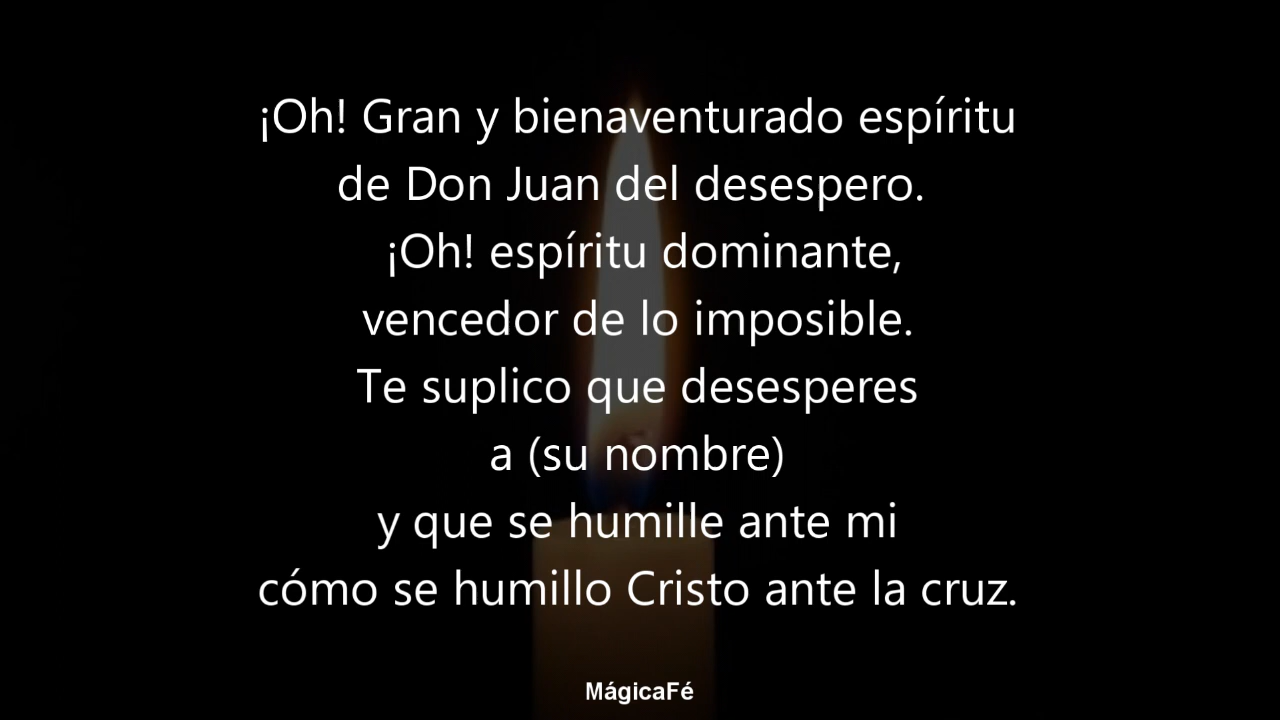 ¡Oh! Gran y bienaventurado espíritu
de Don Juan del desespero.
¡Oh! espíritu dominante,
vencedor de lo imposible.
Te suplico que desesperes
a (su nombre)
y que se humille ante mi
cómo se humillo Cristo ante la cruz.
MágicaFé